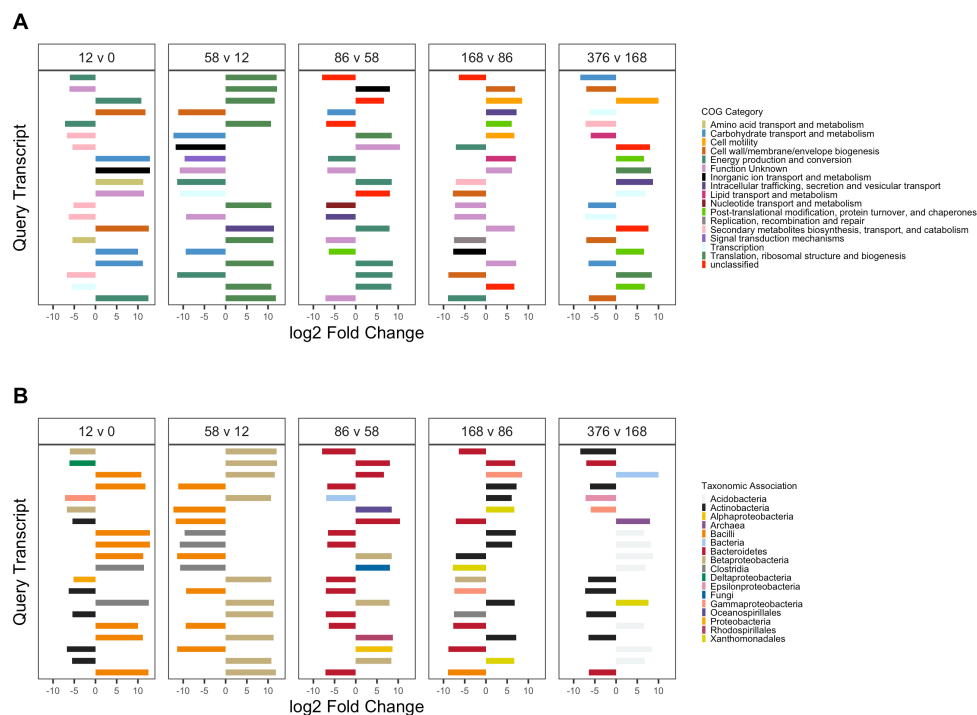 A
12 v 0
58 v 12
86 v 58
168 v 86
376 v 168
Query Transcript
-10 -5 0 5 10
-10 -5 0 5 10
-10 -5 0 5 10
-10 -5 0 5 10
-10 -5 0 5 10
log2 Fold Change
COG Category
Amino acid transport and metabolism
Carbohydrate transport and metabolism
Cell motility
Cell wall/membrane/envelope biogenesis
Energy production and conversion
Function Unknown
Inorganic ion transport and metabolism
Intracellular trafficking, secretion and vesicular transport
Lipid transport and metabolism
Nucleotide transport and metabolism
Post-translational modification, protein turnover, and chaperones
Replication, recombination and repair
Secondary metabolites biosynthesis, transport, and catabolism
Signal transduction mechanisms
Transcription
Translation, ribosomal structure and biogenesis
unclassified
B
12 v 0
58 v 12
86 v 58
168 v 86
376 v 168
Query Transcript
-10 -5 0 5 10
-10 -5 0 5 10
-10 -5 0 5 10
-10 -5 0 5 10
-10 -5 0 5 10
log2 Fold Change
Taxonomic Association
Acidobacteria
Actinobacteria
Alphaproteobacteria
Archaea
Bacilli
Bacteria
Bacteroidetes
Betaproteobacteria
Clostridia
Deltaproteobacteria
Epsilonproteobacteria
Fungi
Gammaproteobacteria
Oceanospirillales
Proteobacteria
Rhodospirillales
Xanthomonadales